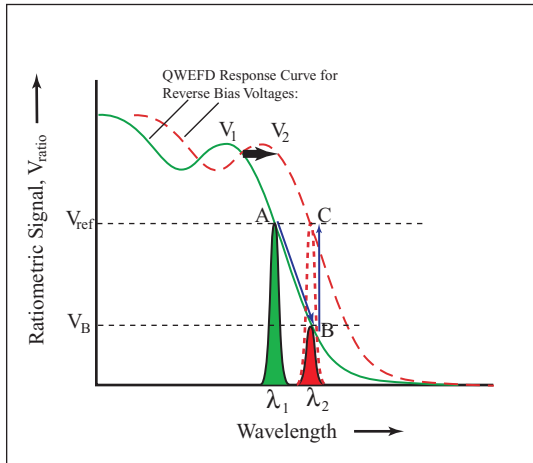 QWEFD Response Curve for
Reverse Bias Voltages:
V1 V2
Ratiometric Signal, Vratio
Vref
A
C
VB
B
λ1 λ2
Wavelength